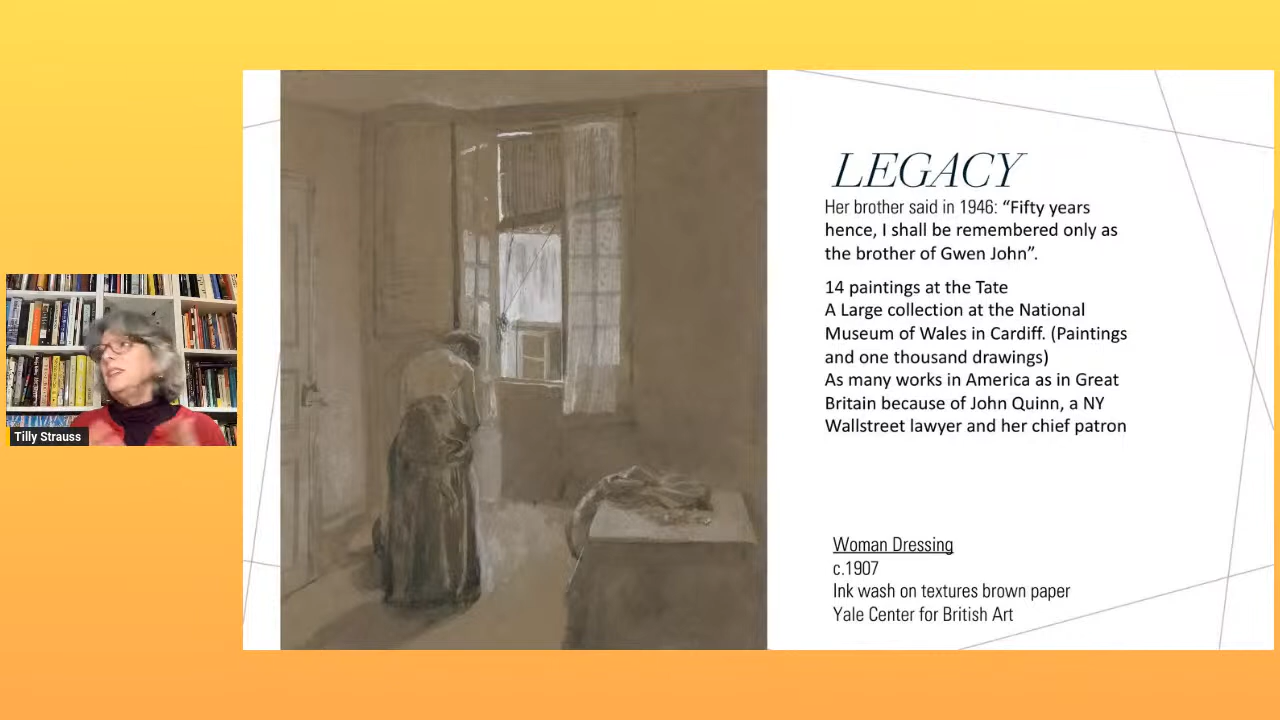 LEGACY
Her brother said in 1946: “Fifty years
hence, I shall be remembered only as
the brother of Gwen John”.
14 paintings at the Tate
A Large collection at the National
Museum of Wales in Cardiff. (Paintings
and one thousand drawings)
As many works in America as in Great
Britain because of John Quinn, a NY
Wallstreet lawyer and her chief patron
Woman Dressing
c.1907
Ink wash on textures brown paper
Yale Center for British Art
Tilly Strauss